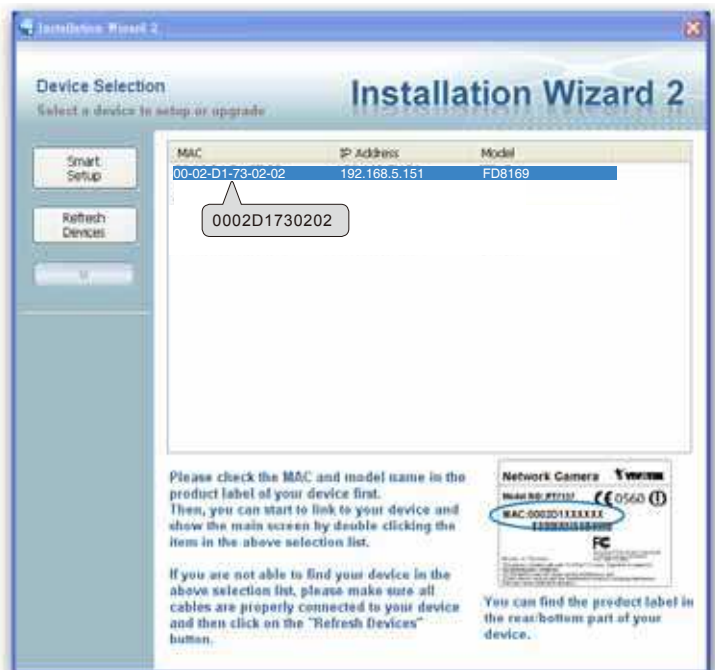 Installation Wizard 2
Device Selection
Select a device to setup or upgrade
Installation Wizard 2
Smart
Setup
Refresh
Devices
MAC IP Address Model
00-02-D1-73-02-02 192.168.5.151 FD8169
0002D1730202
Please check the MAC and model name in the
product label of your device first.
Then, you can start to link to your device and
show the main screen by double clicking the
item in the above selection list.
If you are not able to find your device in the
above selection list, please make sure all
cables are properly connected to your device
and then click on the "Refresh Devices"
button.
Network Camera VIVOTEK
Model NO:
0560
MAC:0002D1XXXXXX
FC
You can find the product label in
the rear/bottom part of your
device.